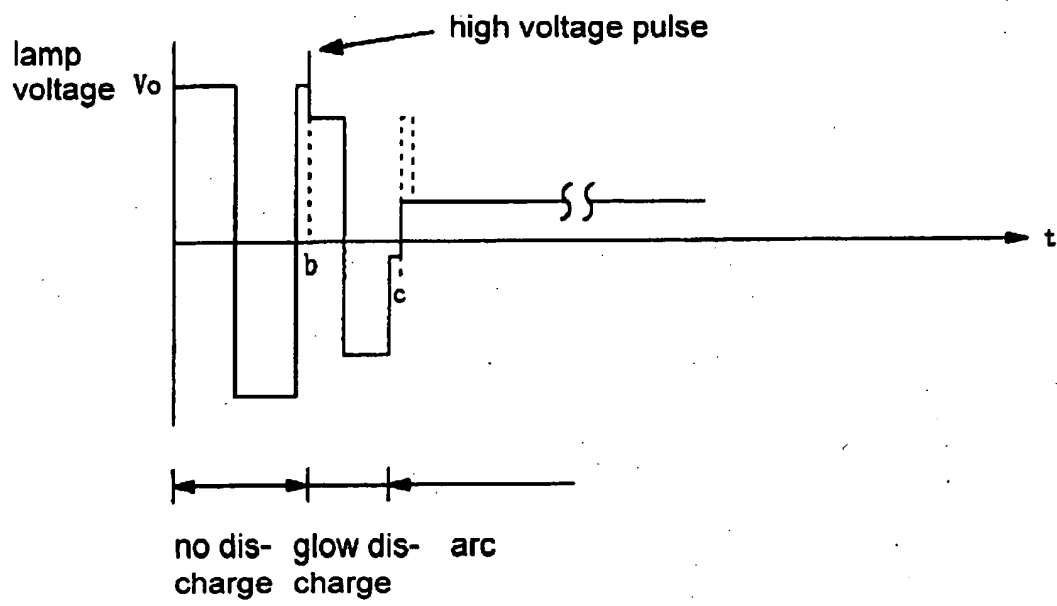 high voltage pulse
lamp
voltage Vo
t
b
c
no dis- glow dis- arc
charge charge